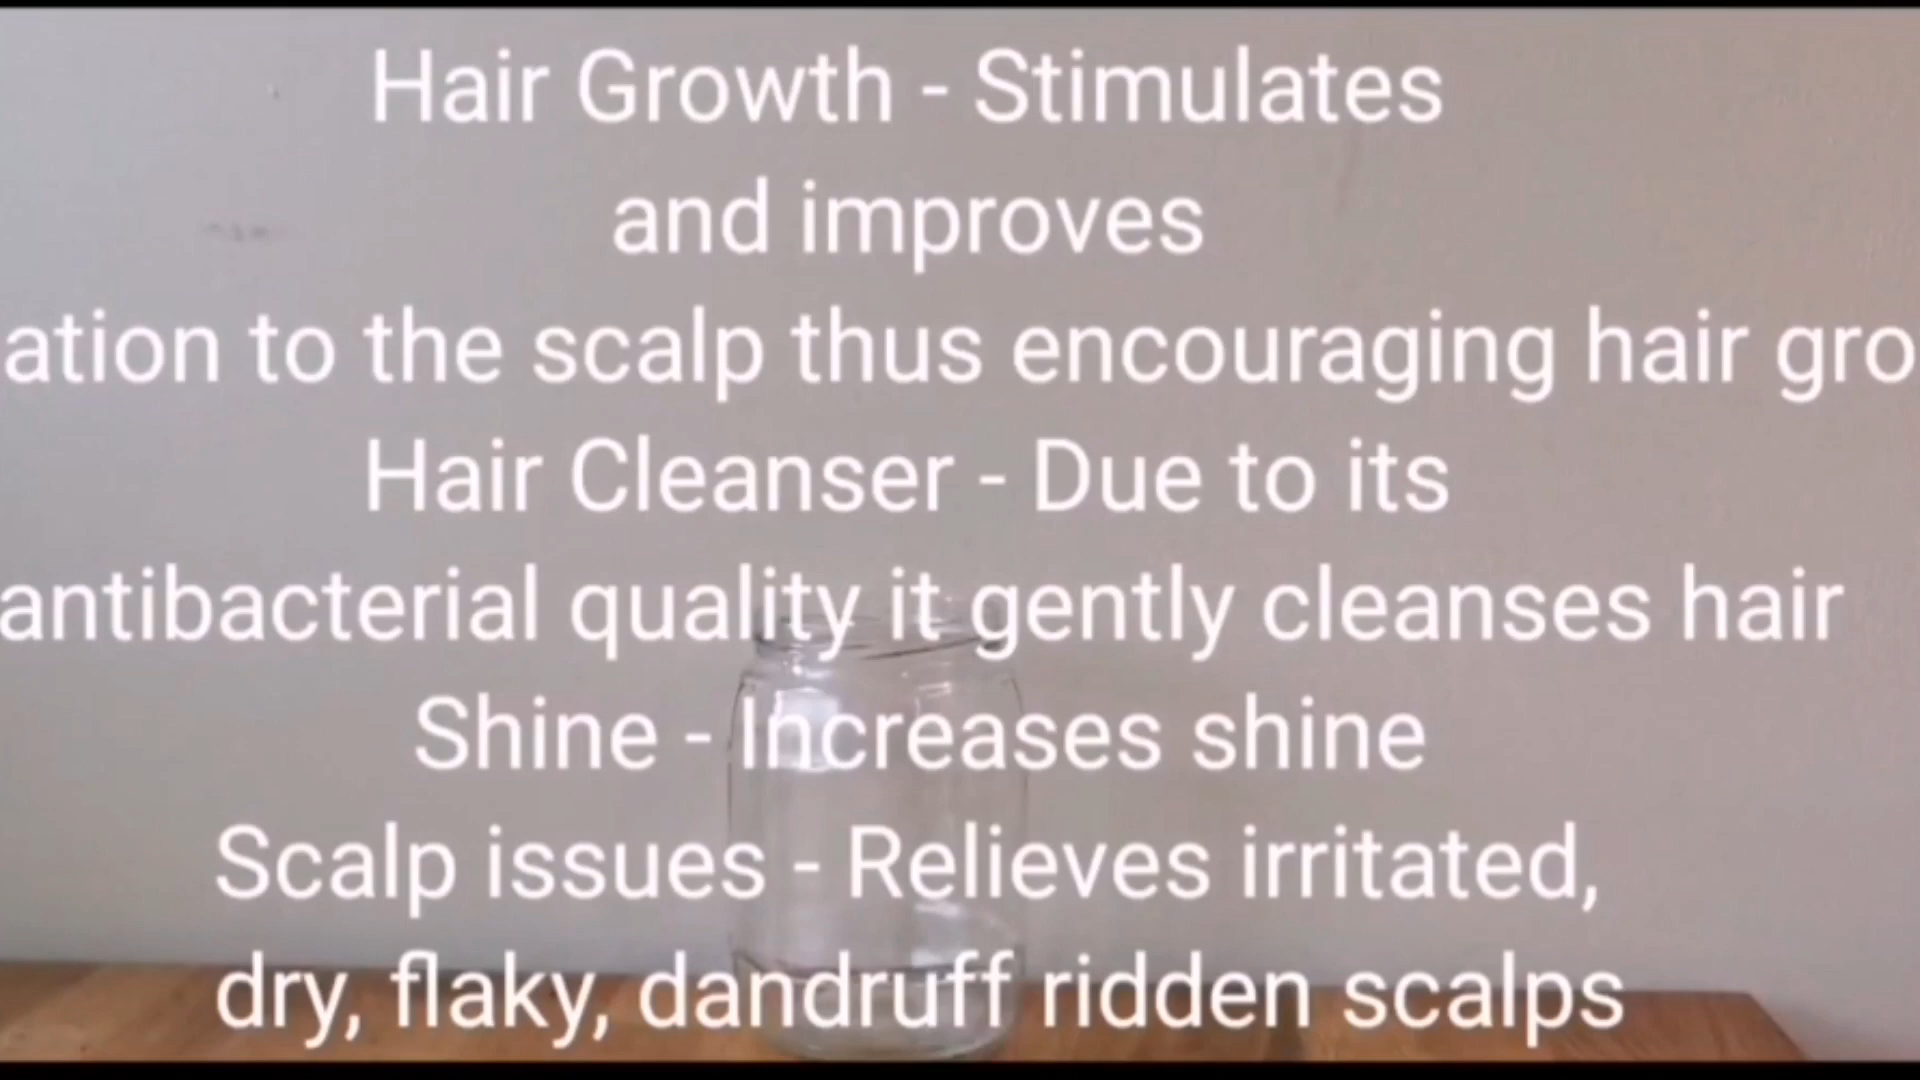 Hair Growth - Stimulates
and improves
ation to the scalp thus encouraging hair gro
Hair Cleanser - Due to its
antibacterial quality it gently cleanses hair
Shine - Increases shine
Scalp issues - Relieves irritated,
dry, flaky, dandruff ridden scalps